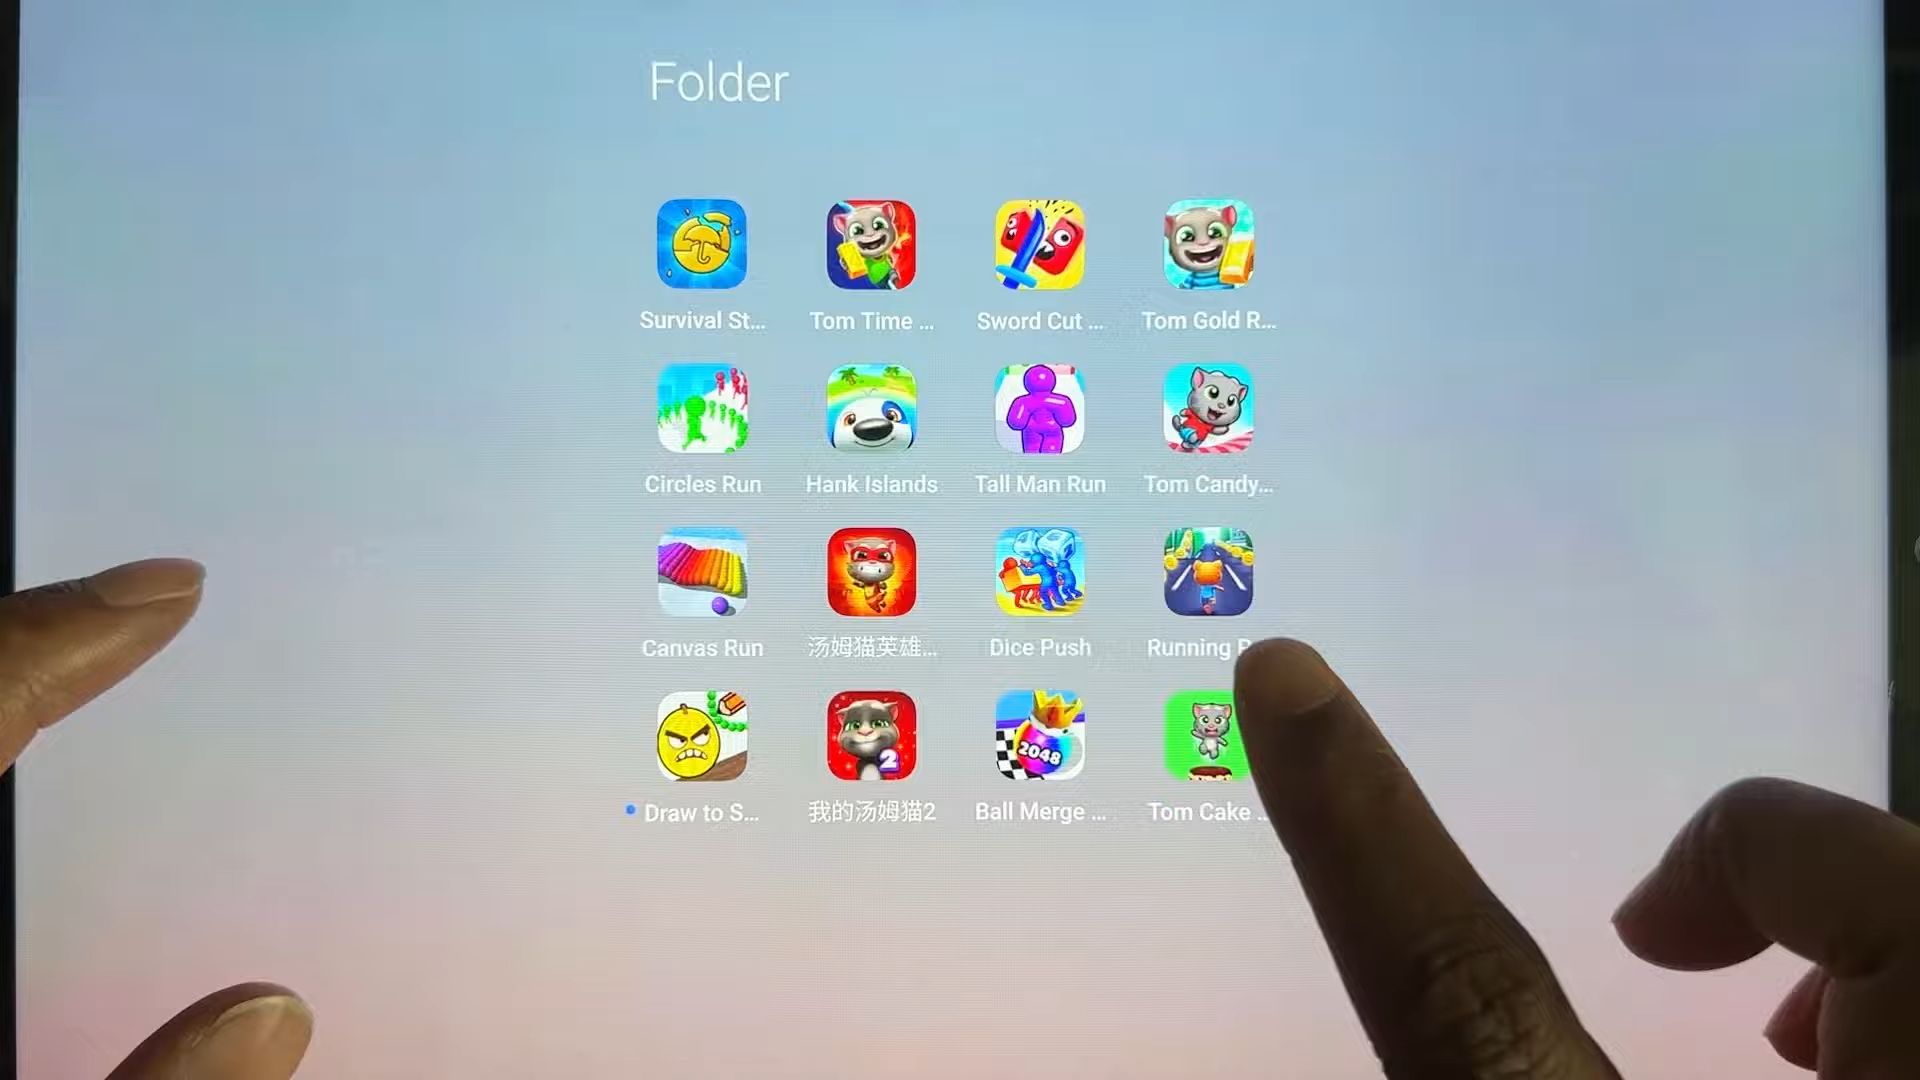 Folder
Survival St...
Tom Time ...
Sword Cut ...
Tom Gold R...
Circles Run
Hank Islands
Tall Man Run
Tom Candy...
Canvas Run
汤姆猫英雄...
Dice Push
Running
2
2048
Draw to S...
我的汤姆猫2
Ball Merge ...
Tom Cake ..